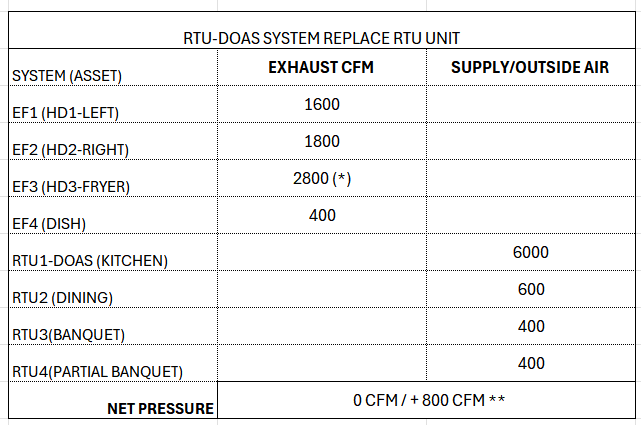 RTU-DOAS SYSTEM REPLACE RTU UNIT
SYSTEM (ASSET) EXHAUST CFM SUPPLY/OUTSIDE AIR
EF1 (HD1-LEFT) 1600
EF2 (HD2-RIGHT) 1800
EF3 (HD3-FRYER) 2800 (*)
EF4 (DISH) 400
RTU1-DOAS (KITCHEN) 6000
RTU2 (DINING) 600
RTU3(BANQUET) 400
RTU4(PARTIAL BANQUET) 400
NET PRESSURE 0 CFM / + 800 CFM **